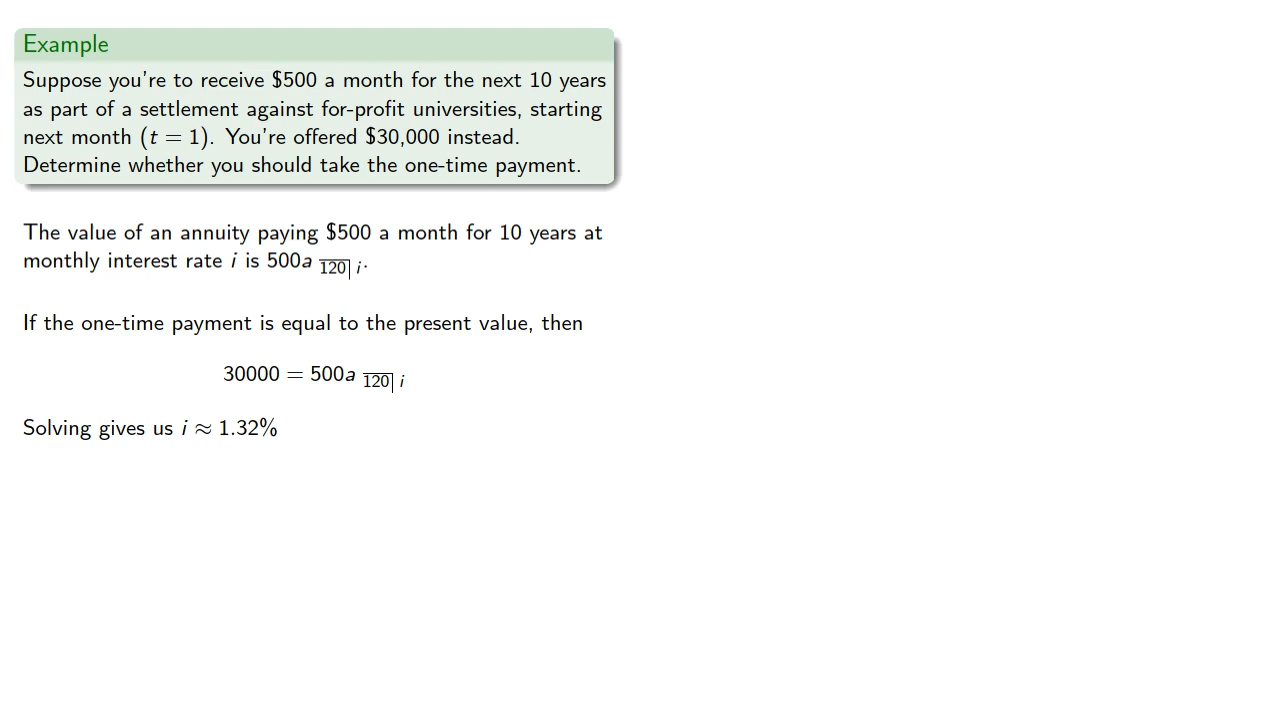 Example
Suppose you're to receive $500 a month for the next 10 years
as part of a settlement against for-profit universities, starting
next month (t = 1). You're offered $30,000 instead.
Determine whether you should take the one-time payment.
The value of an annuity paying $500 a month for 10 years at
monthly interest rate i is 500a 120| i.
If the one-time payment is equal to the present value, then
30000 = 500a 120| i
Solving gives us i ≈ 1.32%